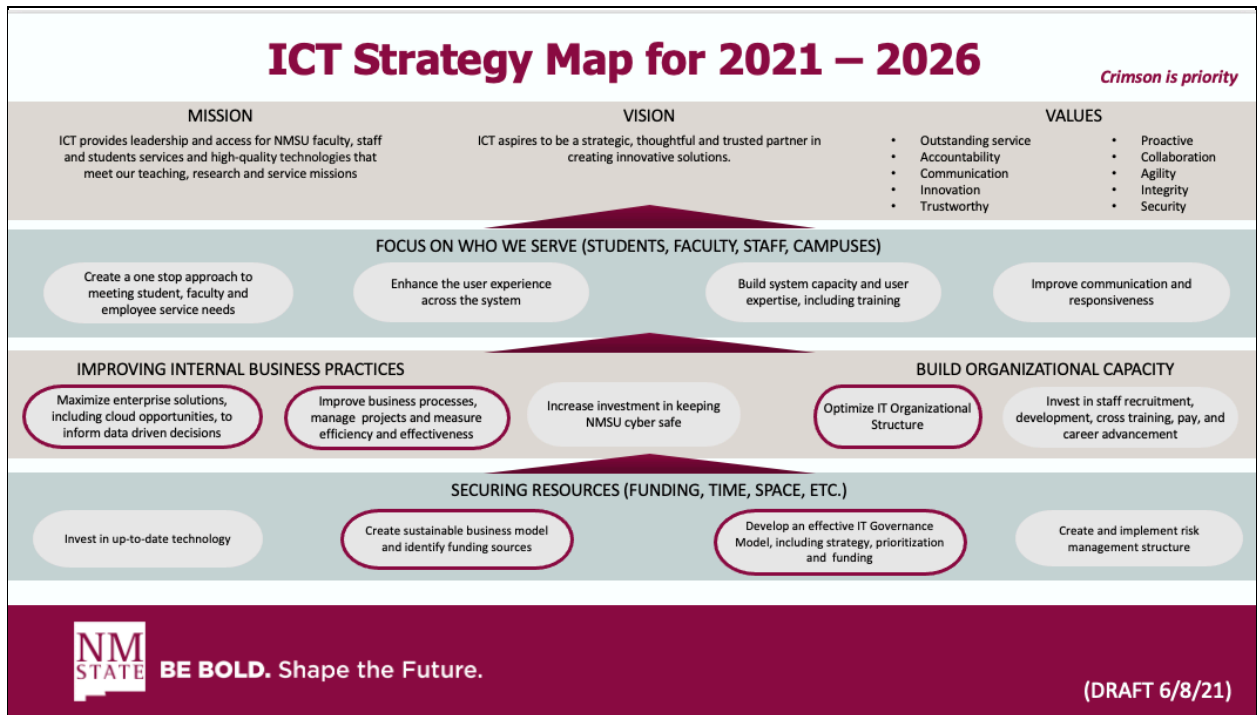 ICT Strategy Map for 2021 – 2026
Crimson is priority
MISSION
ICT provides leadership and access for NMSU faculty, staff
and students services and high-quality technologies that
meet our teaching, research and service missions
VISION
ICT aspires to be a strategic, thoughtful and trusted partner in
creating innovative solutions.
VALUES
• Outstanding service
• Accountability
• Communication
• Innovation
• Trustworthy
• Proactive
• Collaboration
• Agility
• Integrity
• Security
FOCUS ON WHO WE SERVE (STUDENTS, FACULTY, STAFF, CAMPUSES)
Create a one stop approach to
meeting student, faculty and
employee service needs
Enhance the user experience
across the system
Build system capacity and user
expertise, including training
Improve communication and
responsiveness
IMPROVING INTERNAL BUSINESS PRACTICES
Maximize enterprise solutions,
including cloud opportunities, to
inform data driven decisions
Improve business processes,
manage projects and measure
efficiency and effectiveness
Increase investment in keeping
NMSU cyber safe
BUILD ORGANIZATIONAL CAPACITY
Optimize IT Organizational
Structure
Invest in staff recruitment,
development, cross training, pay, and
career advancement
SECURING RESOURCES (FUNDING, TIME, SPACE, ETC.)
Invest in up-to-date technology
Create sustainable business model
and identify funding sources
Develop an effective IT Governance
Model, including strategy, prioritization
and funding
Create and implement risk
management structure
NM
STATE
BE BOLD. Shape the Future.
(DRAFT 6/8/21)